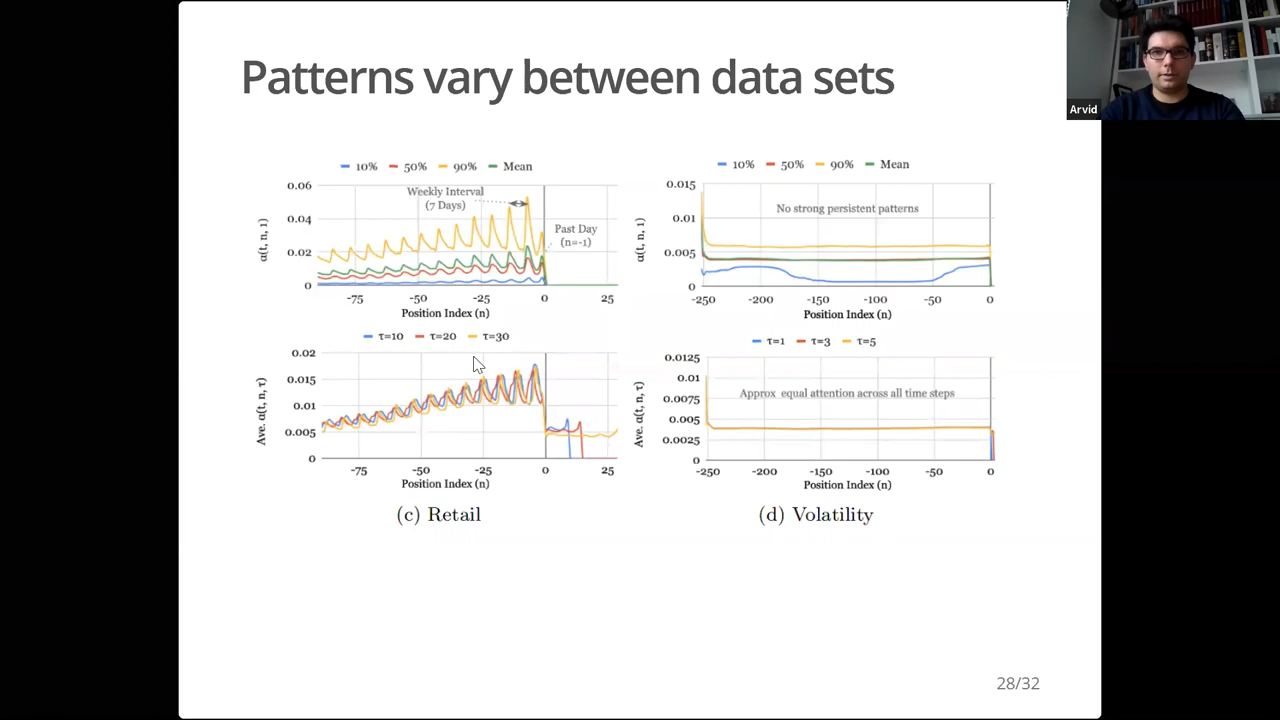 Arvid
Patterns vary between data sets
10% 50% 90% Mean
0.06
0.04
0.02
0
α(t, n, 1)
Weekly Interval
(7 Days)
Past Day
(n=-1)
-75 -50 -25 0 25
Position Index (n)
10% 50% 90% Mean
0.015
0.01
0.005
0
α(t, n, 1)
No strong persistent patterns
-250 -200 -150 -100 -50 0
Position Index (n)
τ=10 τ=20 τ=30
0.02
0.015
0.01
0.005
0
Ave. α(t, n, τ)
-75 -50 -25 0 25
Position Index (n)
(c) Retail
τ=1 τ=3 τ=5
0.0125
0.01
0.0075
0.005
0.0025
0
Ave. α(t, n, τ)
Approx equal attention across all time steps
-250 -200 -150 -100 -50 0
Position Index (n)
(d) Volatility
28/32